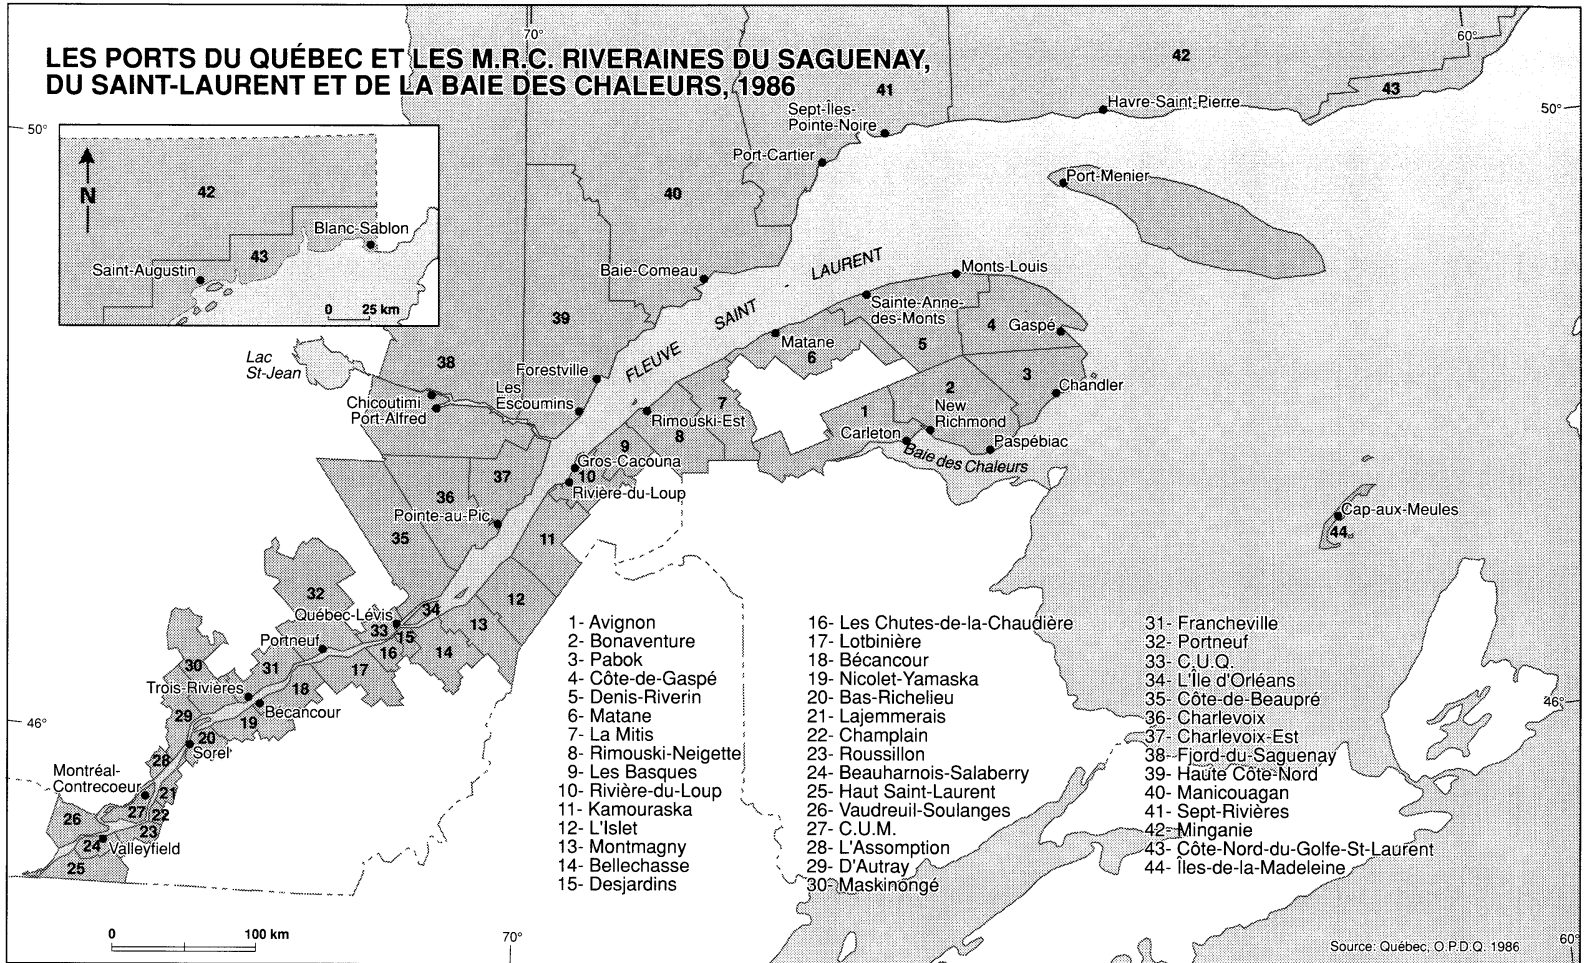 LES PORTS DU QUÉBEC ET LES M.R.C. RIVERAINES DU SAGUENAY,
DU SAINT-LAURENT ET DE LA BAIE DES CHALEURS, 1986
70°
60°
50°
50°
46°
46°
70°
60°
N
42
43
Blanc-Sablon
Saint-Augustin
0 25 km
41
42
43
Sept-Îles-
Pointe-Noire
Havre-Saint-Pierre
Port-Cartier
Port-Menier
40
Baie-Comeau
FLEUVE SAINT LAURENT
Monts-Louis
Sainte-Anne-
des-Monts
39
38
Lac
St-Jean
Matane
6
5
4
Gaspé
3
Chandler
Forestville
Les
Escoumins
Chicoutimi
Port-Alfred
Rimouski-Est
7
8
9
2
1
New
Richmond
Carleton
Paspébiac
Baie des Chaleurs
Gros-Cacouna
10
Rivière-du-Loup
37
36
Pointe-au-Pic
35
11
Cap-aux-Meules
44
32
34
12
Québec-Lévis
33
15
13
Portneuf
16
14
30
31
17
Trois-Rivières
18
Bécancour
29
19
20
Sorel
28
Montréal-
Contrecoeur
21
27
22
26
23
24
Valleyfield
25
0 100 km
1- Avignon
2- Bonaventure
3- Pabok
4- Côte-de-Gaspé
5- Denis-Riverin
6- Matane
7- La Mitis
8- Rimouski-Neigette
9- Les Basques
10- Rivière-du-Loup
11- Kamouraska
12- L'Islet
13- Montmagny
14- Bellechasse
15- Desjardins
16- Les Chutes-de-la-Chaudière
17- Lotbinière
18- Bécancour
19- Nicolet-Yamaska
20- Bas-Richelieu
21- Lajemmerais
22- Champlain
23- Roussillon
24- Beauharnois-Salaberry
25- Haut Saint-Laurent
26- Vaudreuil-Soulanges
27- C.U.M.
28- L'Assomption
29- D'Autray
30- Maskinongé
31- Francheville
32- Portneuf
33- C.U.Q.
34- L'Île d'Orléans
35- Côte-de-Beaupré
36- Charlevoix
37- Charlevoix-Est
38- Fjord-du-Saguenay
39- Haute Côte-Nord
40- Manicouagan
41- Sept-Rivières
42- Minganie
43- Côte-Nord-du-Golfe-St-Laurent
44- Îles-de-la-Madeleine
Source: Québec, O.P.D.Q. 1986